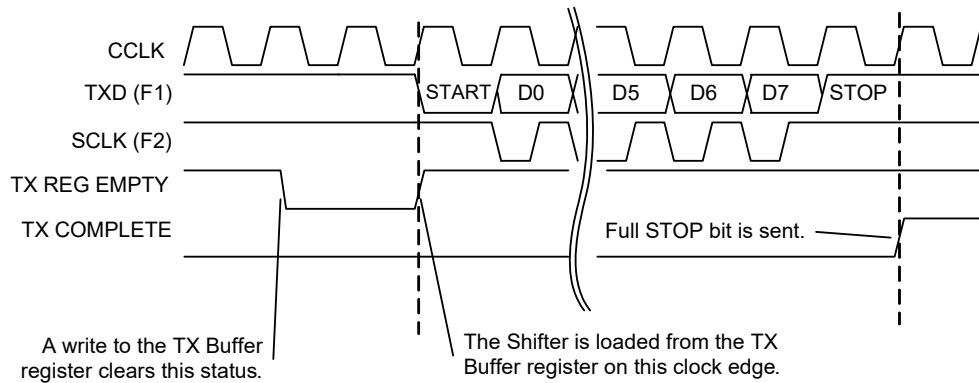 CCLK
TXD (F1) START D0 D5 D6 D7 STOP
SCLK (F2)
TX REG EMPTY
TX COMPLETE
Full STOP bit is sent.
A write to the TX Buffer
register clears this status.
The Shifter is loaded from the TX
Buffer register on this clock edge.